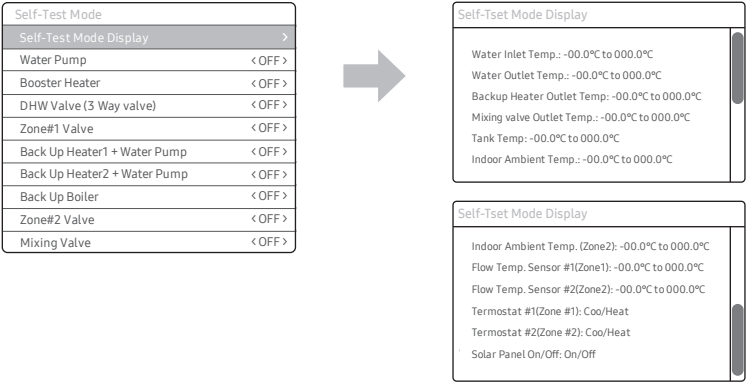 Self-Test Mode
Self-Test Mode Display >
Water Pump <OFF>
Booster Heater <OFF>
DHW Valve (3 Way valve) <OFF>
Zone#1 Valve <OFF>
Back Up Heater1 + Water Pump <OFF>
Back Up Heater2 + Water Pump <OFF>
Back Up Boiler <OFF>
Zone#2 Valve <OFF>
Mixing Valve <OFF>
Self-Tset Mode Display
Water Inlet Temp.: -00.0℃ to 000.0℃
Water Outlet Temp.: -00.0℃ to 000.0℃
Backup Heater Outlet Temp: -00.0℃ to 000.0℃
Mixing valve Outlet Temp.: -00.0℃ to 000.0℃
Tank Temp: -00.0℃ to 000.0℃
Indoor Ambient Temp.: -00.0℃ to 000.0℃
Self-Tset Mode Display
Indoor Ambient Temp. (Zone2): -00.0℃ to 000.0℃
Flow Temp. Sensor #1(Zone1): -00.0℃ to 000.0℃
Flow Temp. Sensor #2(Zone2): -00.0℃ to 000.0℃
Termostat #1(Zone #1): Coo/Heat
Termostat #2(Zone #2): Coo/Heat
Solar Panel On/Off: On/Off